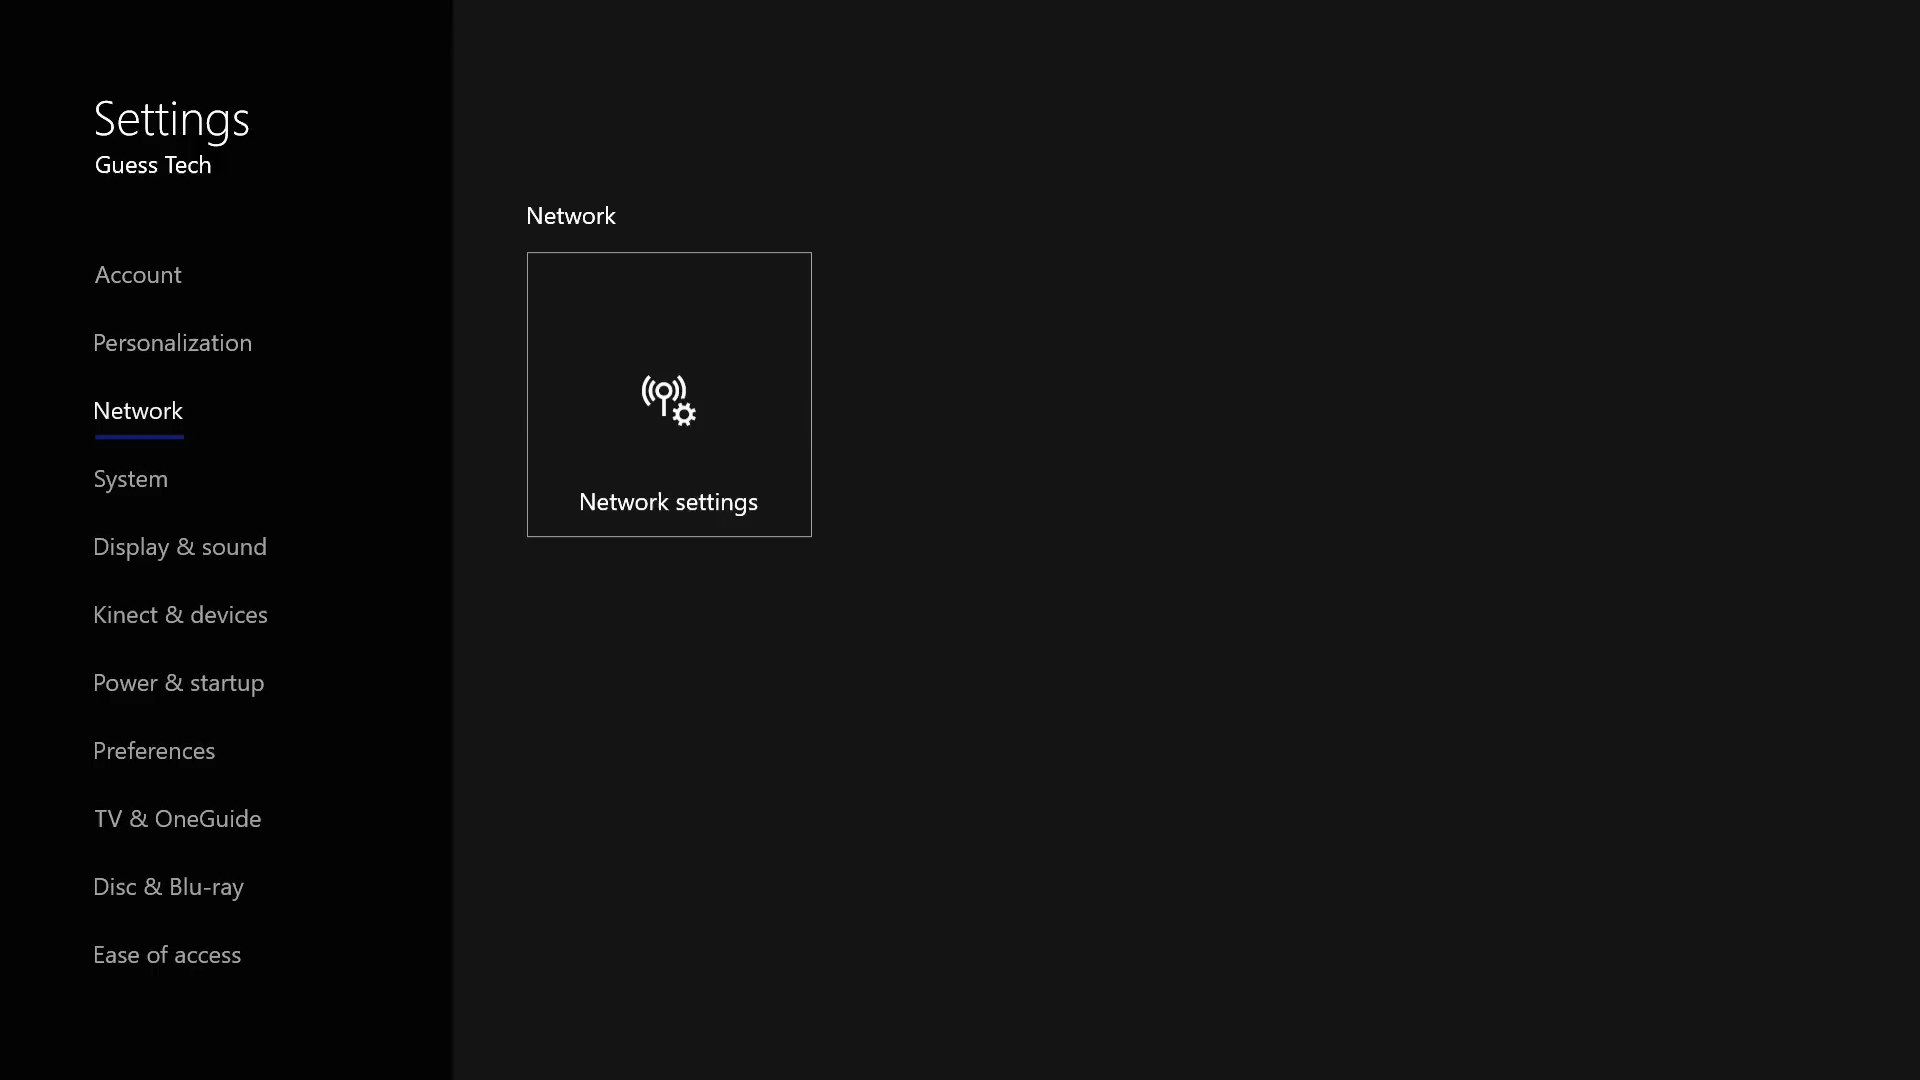 Settings
Guess Tech
Account
Personalization
Network
System
Display & sound
Kinect & devices
Power & startup
Preferences
TV & OneGuide
Disc & Blu-ray
Ease of access
Network
Network settings